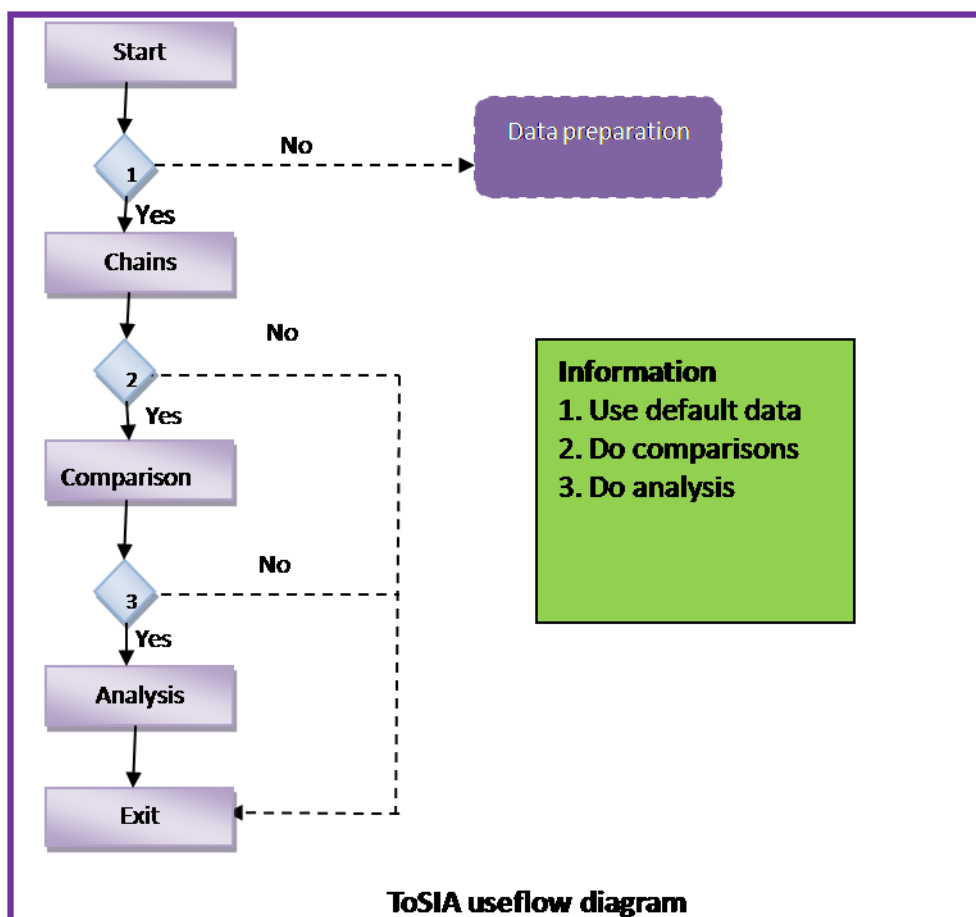 Start
No
Data preparation
1
Yes
Chains
No
2
Yes
Information
1. Use default data
2. Do comparisons
3. Do analysis
Comparison
No
3
Yes
Analysis
Exit
ToSIA useflow diagram